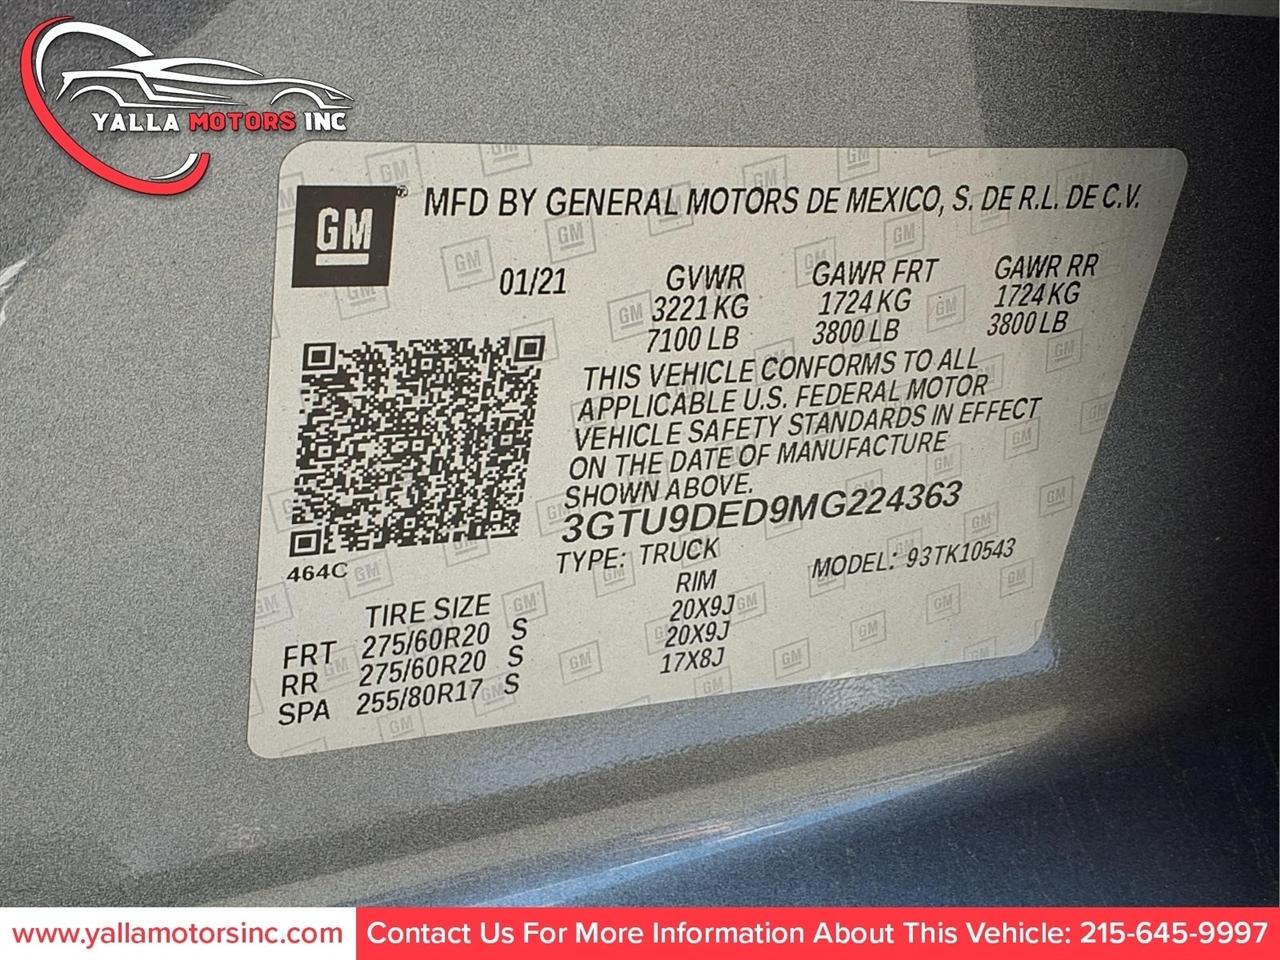 YALLA MOTORS INC
GM® MFD BY GENERAL MOTORS DE MEXICO, S. DE R.L. DE C.V.
01/21 GVWR GAWR FRT GAWR RR
3221 KG 1724 KG 1724 KG
7100 LB 3800 LB 3800 LB
THIS VEHICLE CONFORMS TO ALL
APPLICABLE U.S. FEDERAL MOTOR
VEHICLE SAFETY STANDARDS IN EFFECT
ON THE DATE OF MANUFACTURE
SHOWN ABOVE.
3GTU9DED9MG224363
464C
TYPE: TRUCK MODEL: 93TK10543
TIRE SIZE RIM
FRT 275/60R20 S 20X9J
RR 275/60R20 S 20X9J
SPA 255/80R17 S 17X8J
www.yallamotorsinc.com Contact Us For More Information About This Vehicle: 215-645-9997